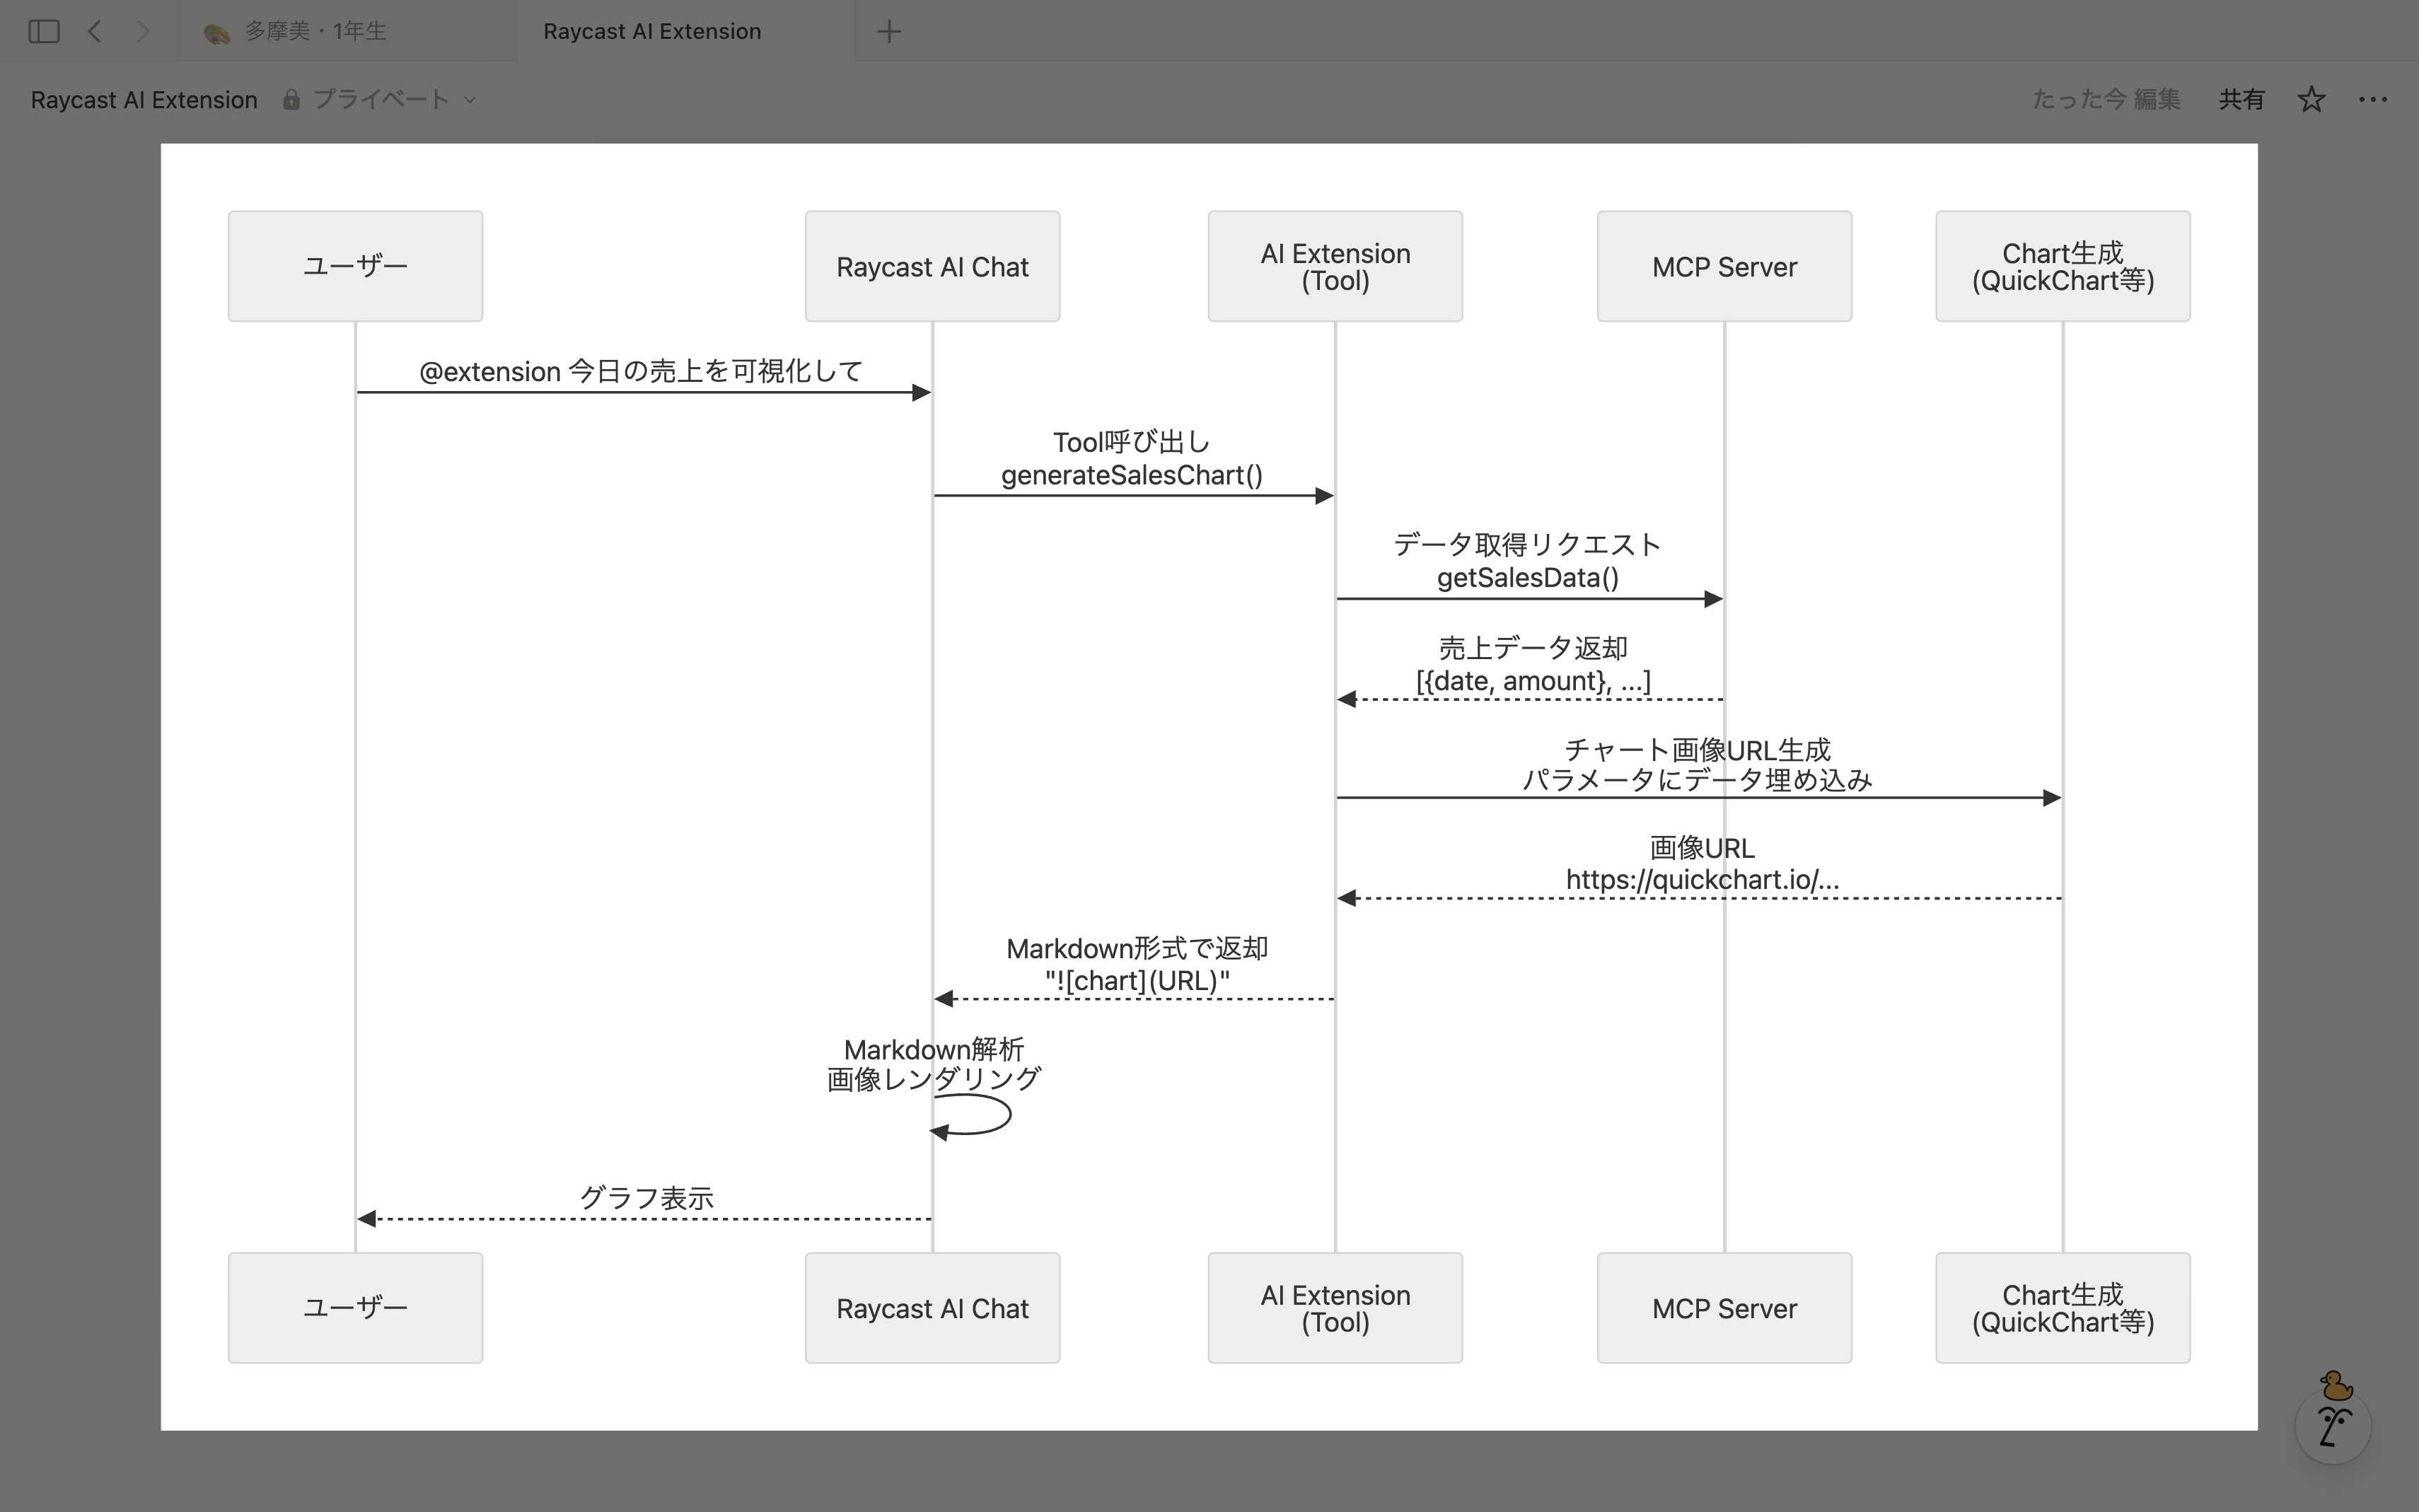 多摩美・1年生
Raycast AI Extension
Raycast AI Extension
プライベート
たった今 編集
共有
ユーザー
Raycast AI Chat
AI Extension
(Tool)
MCP Server
Chart生成
(QuickChart等)
@extension 今日の売上を可視化して
Tool呼び出し
generateSalesChart()
データ取得リクエスト
getSalesData()
売上データ返却
[{date, amount}, ...]
チャート画像URL生成
パラメータにデータ埋め込み
画像URL
https://quickchart.io/...
Markdown形式で返却
"![chart](URL)"
Markdown解析
画像レンダリング
グラフ表示
ユーザー
Raycast AI Chat
AI Extension
(Tool)
MCP Server
Chart生成
(QuickChart等)